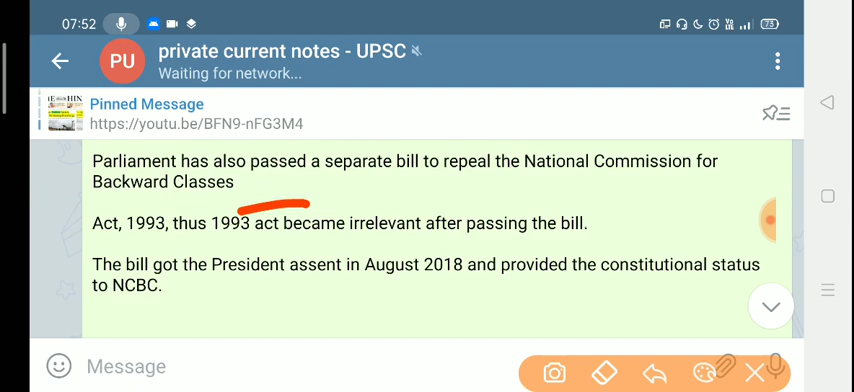 07:52
73
PU
private current notes - UPSC
Waiting for network...
Pinned Message
https://youtu.be/BFN9-nFG3M4
Parliament has also passed a separate bill to repeal the National Commission for
Backward Classes
Act, 1993, thus 1993 act became irrelevant after passing the bill.
The bill got the President assent in August 2018 and provided the constitutional status
to NCBC.
Message